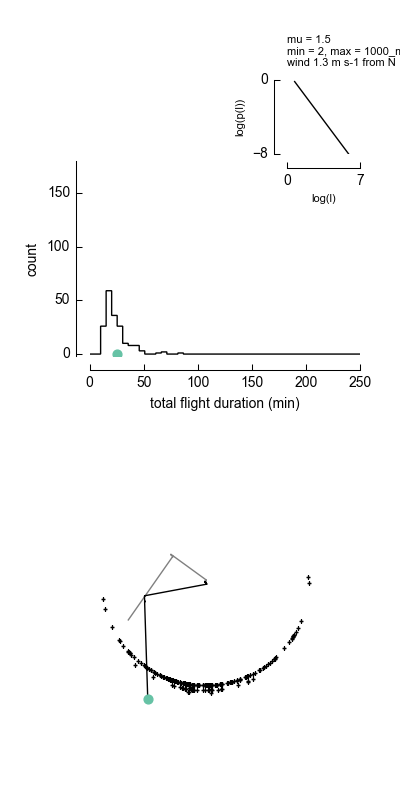 mu = 1.5
min = 2, max = 1000_m
wind 1.3 m s-1 from N
0
log(p(l))
−8
0
7
log(l)
150
100
50
0
count
0
50
100
150
200
250
total flight duration (min)